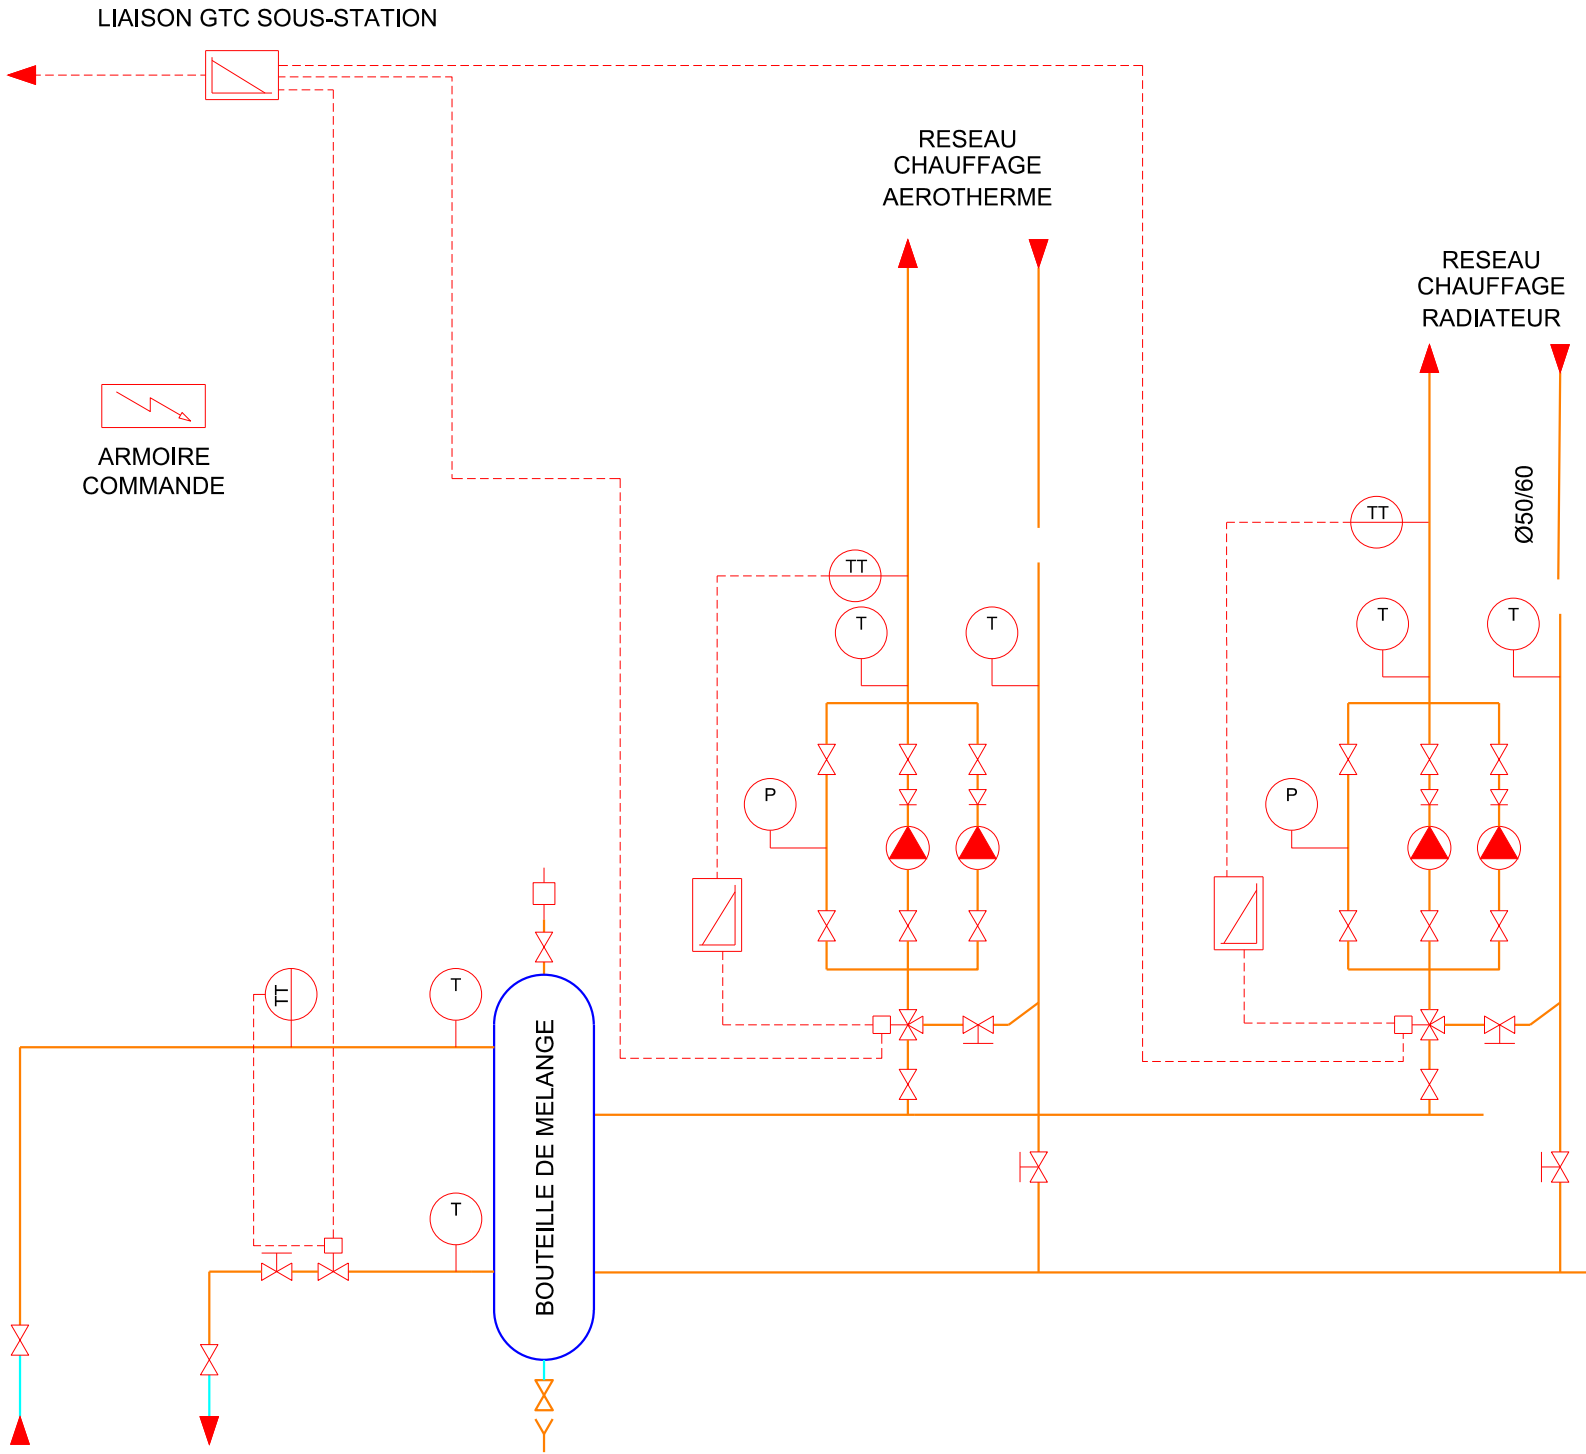 LIAISON GTC SOUS-STATION
RESEAU
CHAUFFAGE
AEROTHERME
RESEAU
CHAUFFAGE
RADIATEUR
ARMOIRE
COMMANDE
Ø50/60
TT
TT
T
T
T
T
P
P
TT
T
T
BOUTEILLE DE MELANGE